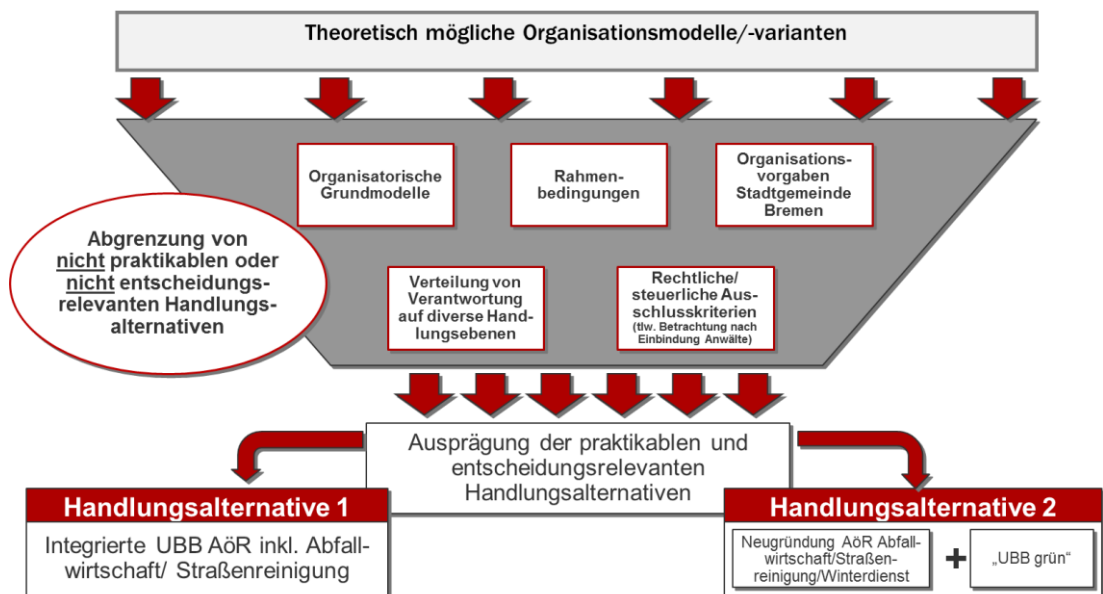 Theoretisch mögliche Organisationsmodelle/-varianten
Organisatorische
Grundmodelle
Rahmen-
bedingungen
Organisations-
vorgaben
Stadtgemeinde
Bremen
Abgrenzung von
nicht praktikablen oder
nicht entscheidungs-
relevanten Handlungs-
alternativen
Verteilung von
Verantwortung
auf diverse Hand-
lungsebenen
Rechtliche/
steuerliche Aus-
schlusskriterien
(tlw. Betrachtung nach
Einbindung Anwälte)
Ausprägung der praktikablen und
entscheidungsrelevanten
Handlungsalternativen
Handlungsalternative 1
Integrierte UBB AöR inkl. Abfall-
wirtschaft/ Straßenreinigung
Handlungsalternative 2
Neugründung AöR Abfall-
wirtschaft/Straßen-
reinigung/Winterdienst
+
„UBB grün“